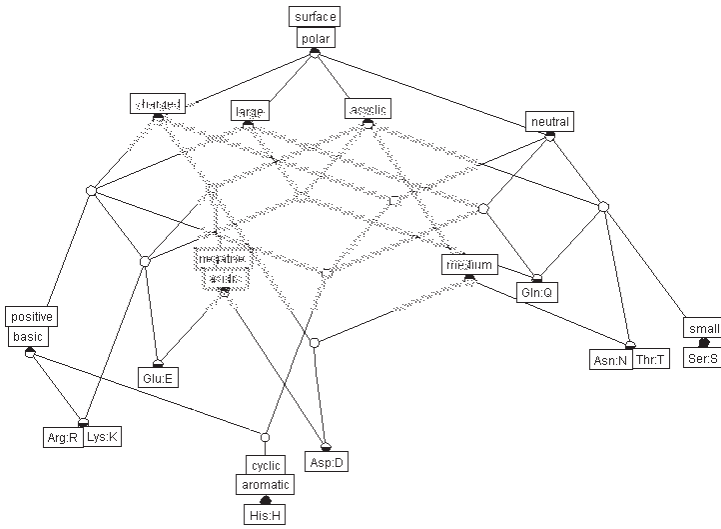 surface
polar
charged
large
acyclic
neutral
negative
acidic
medium
Gln:Q
positive
basic
small
Asn:N Thr:T
Ser:S
Glu:E
Arg:R Lys:K
cyclic
Asp:D
aromatic
His:H